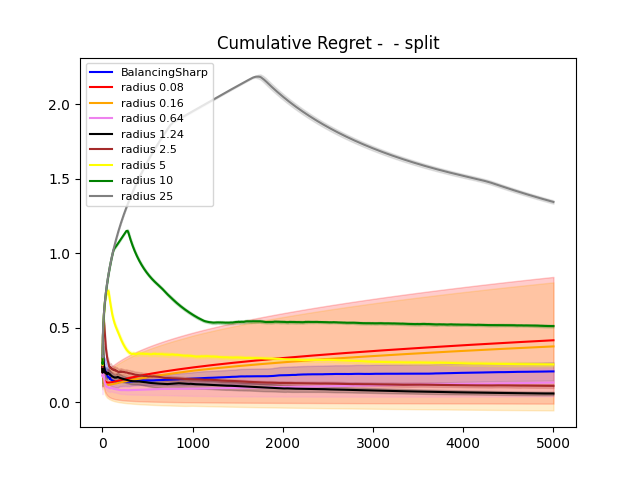 Cumulative Regret -  - split
BalancingSharp
radius 0.08
radius 0.16
radius 0.64
radius 1.24
radius 2.5
radius 5
radius 10
radius 25
2.0
1.5
1.0
0.5
0.0
0 1000 2000 3000 4000 5000